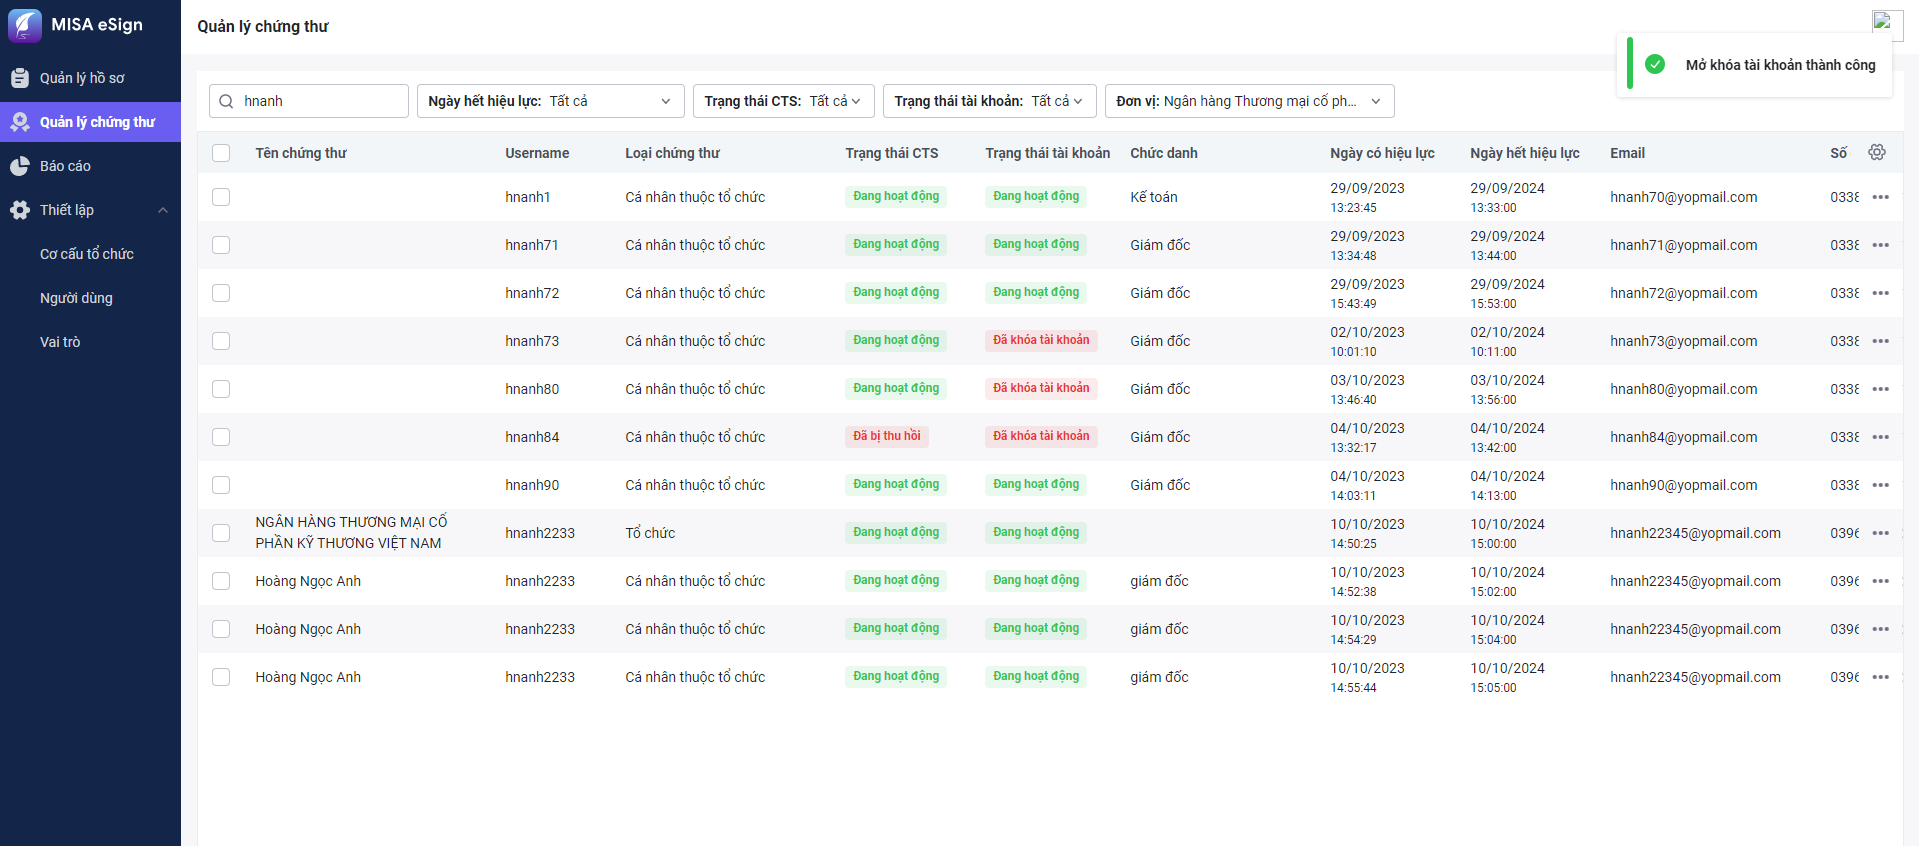 MISA eSign
Quản lý hồ sơ
Quản lý chứng thư
Báo cáo
Thiết lập
Cơ cấu tổ chức
Người dùng
Vai trò
Quản lý chứng thư
Mở khóa tài khoản thành công
hnanh
Ngày hết hiệu lực: Tất cả
Trạng thái CTS: Tất cả
Trạng thái tài khoản: Tất cả
Đơn vị: Ngân hàng Thương mại cổ ph...
Tên chứng thư Username Loại chứng thư Trạng thái CTS Trạng thái tài khoản Chức danh Ngày có hiệu lực Ngày hết hiệu lực Email Số
hnanh1 Cá nhân thuộc tổ chức Đang hoạt động Đang hoạt động Kế toán 29/09/2023 29/09/2024 hnanh70@yopmail.com 0338
13:23:45 13:33:00
hnanh71 Cá nhân thuộc tổ chức Đang hoạt động Đang hoạt động Giám đốc 29/09/2023 29/09/2024 hnanh71@yopmail.com 0338
13:34:48 13:44:00
hnanh72 Cá nhân thuộc tổ chức Đang hoạt động Đang hoạt động Giám đốc 29/09/2023 29/09/2024 hnanh72@yopmail.com 0338
15:43:49 15:53:00
hnanh73 Cá nhân thuộc tổ chức Đang hoạt động Đã khóa tài khoản Giám đốc 02/10/2023 02/10/2024 hnanh73@yopmail.com 0338
10:01:10 10:11:00
hnanh80 Cá nhân thuộc tổ chức Đang hoạt động Đã khóa tài khoản Giám đốc 03/10/2023 03/10/2024 hnanh80@yopmail.com 0338
13:46:40 13:56:00
hnanh84 Cá nhân thuộc tổ chức Đã bị thu hồi Đã khóa tài khoản Giám đốc 04/10/2023 04/10/2024 hnanh84@yopmail.com 0338
13:32:17 13:42:00
hnanh90 Cá nhân thuộc tổ chức Đang hoạt động Đang hoạt động Giám đốc 04/10/2023 04/10/2024 hnanh90@yopmail.com 0338
14:03:11 14:13:00
NGÂN HÀNG THƯƠNG MẠI CỔ
PHẦN KỸ THƯƠNG VIỆT NAM hnanh2233 Tổ chức Đang hoạt động Đang hoạt động 10/10/2023 10/10/2024 hnanh22345@yopmail.com 0396
14:50:25 15:00:00
Hoàng Ngọc Anh hnanh2233 Cá nhân thuộc tổ chức Đang hoạt động Đang hoạt động giám đốc 10/10/2023 10/10/2024 hnanh22345@yopmail.com 0396
14:52:38 15:02:00
Hoàng Ngọc Anh hnanh2233 Cá nhân thuộc tổ chức Đang hoạt động Đang hoạt động giám đốc 10/10/2023 10/10/2024 hnanh22345@yopmail.com 0396
14:54:29 15:04:00
Hoàng Ngọc Anh hnanh2233 Cá nhân thuộc tổ chức Đang hoạt động Đang hoạt động giám đốc 10/10/2023 10/10/2024 hnanh22345@yopmail.com 0396
14:55:44 15:05:00